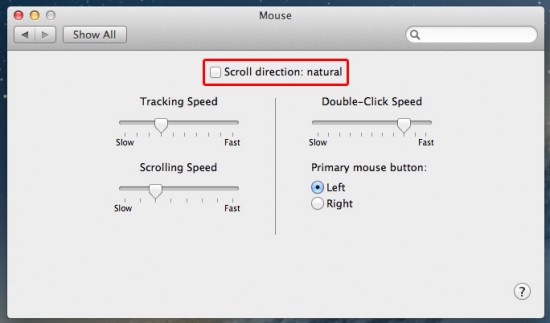 Mouse
Show All
Scroll direction: natural
Tracking Speed
Slow Fast
Double-Click Speed
Slow Fast
Scrolling Speed
Slow Fast
Primary mouse button:
Left
Right
?